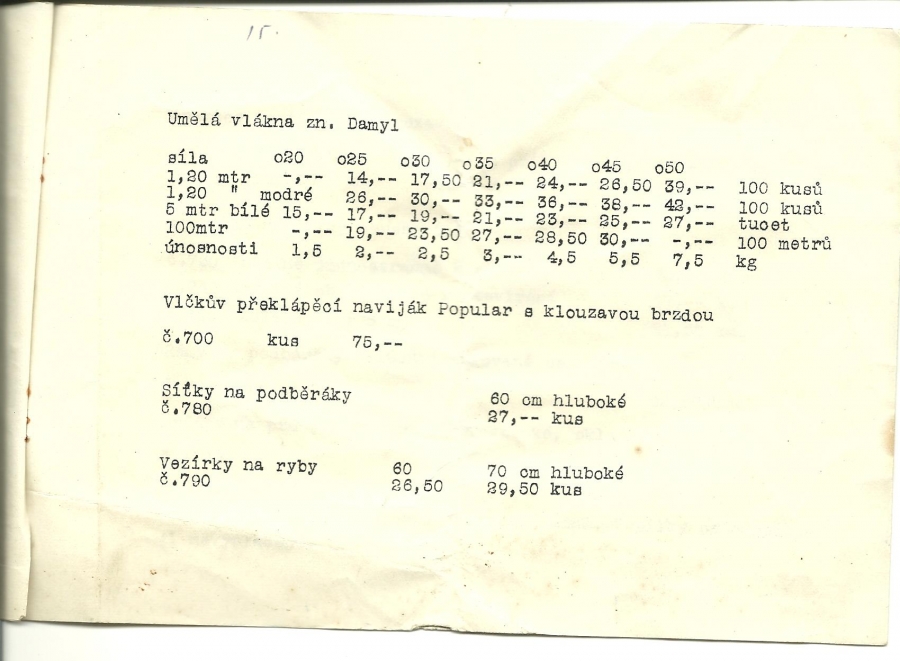 15.
Umělá vlákna zn. Damyl
síla o20 o25 o30 o35 o40 o45 o50
1,20 mtr -,-- 14,-- 17,50 21,-- 24,-- 26,50 39,-- 100 kusů
1,20 " modré 26,-- 30,-- 33,-- 36,-- 38,-- 42,-- 100 kusů
5 mtr bílé 15,-- 17,-- 19,-- 21,-- 23,-- 25,-- 27,-- tucet
100mtr -,-- 19,-- 23,50 27,-- 28,50 30,-- -,-- 100 metrů
únosnosti 1,5 2,-- 2,5 3,-- 4,5 5,5 7,5 kg
Vlčkův překlápěcí naviják Popular s klouzavou brzdou
č.700 kus 75,--
Síťky na podběráky 60 cm hluboké
č.780 27,-- kus
Vezírky na ryby 60 70 cm hluboké
č.790 26,50 29,50 kus